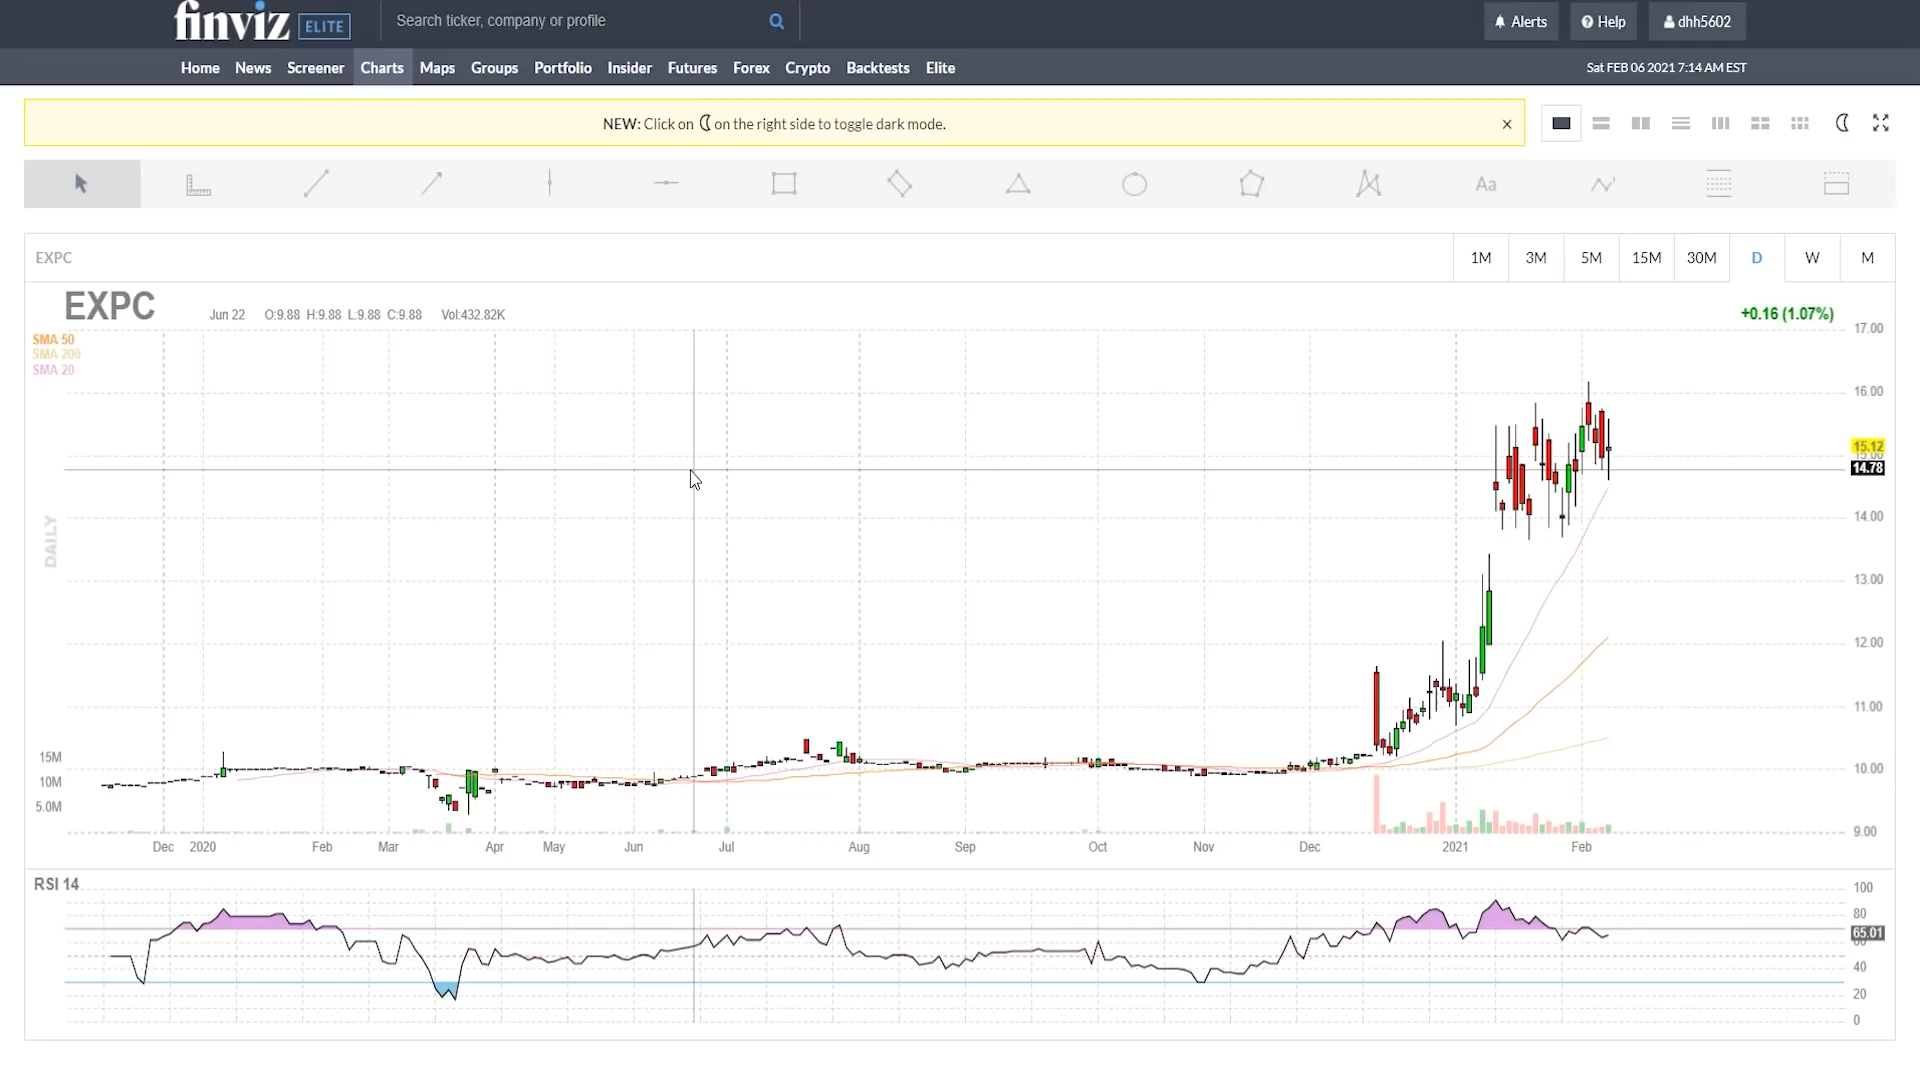 finviz ELITE
Search ticker, company or profile
Alerts
Help
dhh5602
Home News Screener Charts Maps Groups Portfolio Insider Futures Forex Crypto Backtests Elite
Sat FEB 06 2021 7:14 AM EST
NEW: Click on on the right side to toggle dark mode. ×
Aa
EXPC
1M 3M 5M 15M 30M D W M
EXPC
Jun 22 O:9.88 H:9.88 L:9.88 C:9.88 Vol:432.82K
+0.16 (1.07%)
SMA 50
SMA 200
SMA 20
DAILY
17.00
16.00
15.12
15.00
14.78
14.00
13.00
12.00
11.00
10.00
9.00
15M
10M
5.0M
Dec 2020 Feb Mar Apr May Jun Jul Aug Sep Oct Nov Dec 2021 Feb
RSI 14
100
80
65.01
60
40
20
0